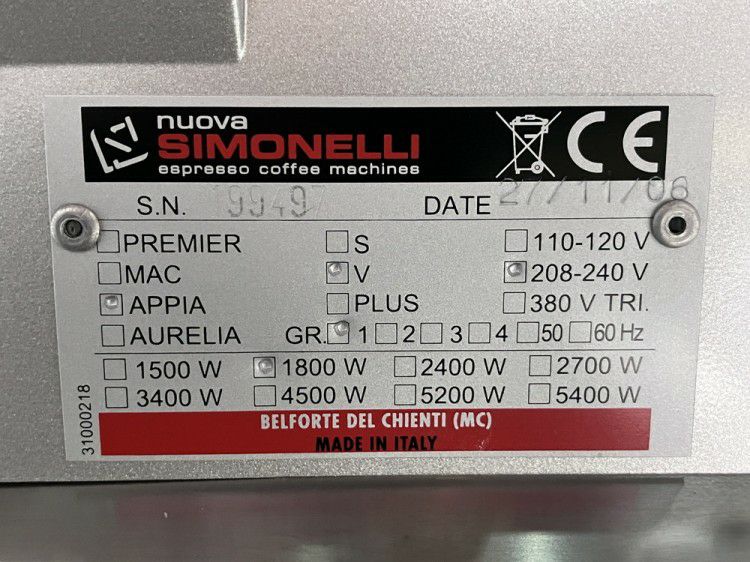 nuova
SIMONELLI
espresso coffee machines
CE
S.N. 199497 DATE 27/11/06
PREMIER S 110-120 V
MAC V 208-240 V
APPIA PLUS 380 V TRI.
AURELIA GR. 1 2 3 4 50 60 Hz
1500 W 1800 W 2400 W 2700 W
3400 W 4500 W 5200 W 5400 W
31000218
BELFORTE DEL CHIENTI (MC)
MADE IN ITALY